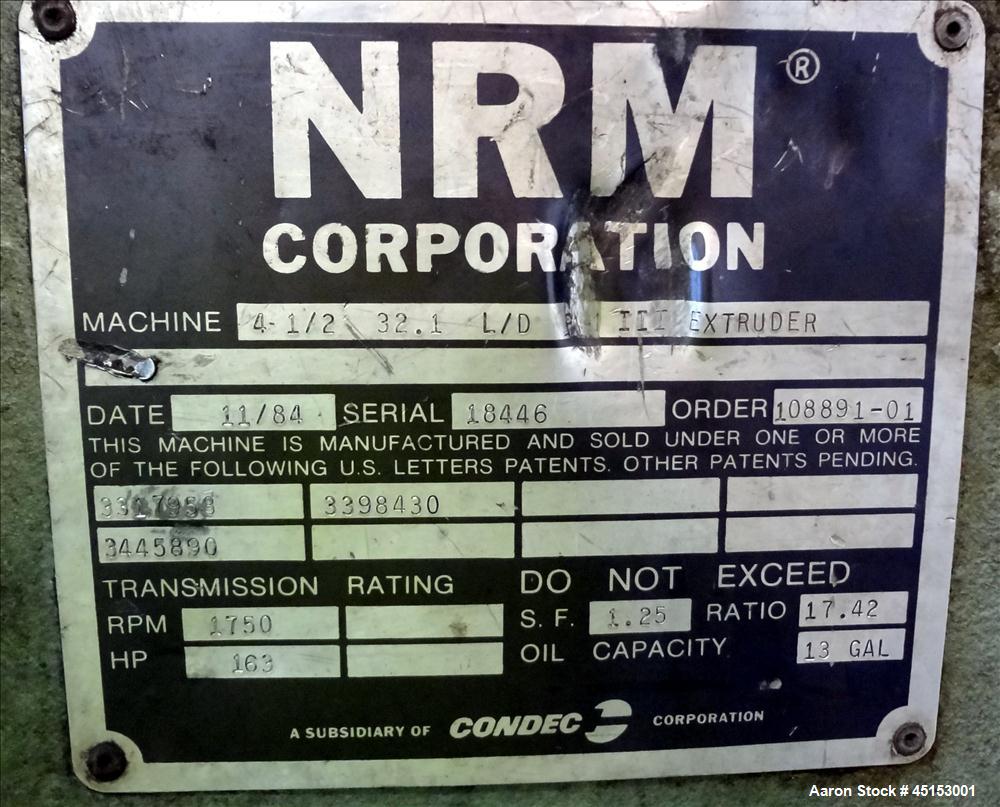 NRM ®
CORPORATION
MACHINE 4-1/2 32.1 L/D III EXTRUDER
DATE 11/84 SERIAL 18446 ORDER 108891-01
THIS MACHINE IS MANUFACTURED AND SOLD UNDER ONE OR MORE
OF THE FOLLOWING U.S. LETTERS PATENTS. OTHER PATENTS PENDING.
3398430
3445890
TRANSMISSION RATING DO NOT EXCEED
RPM 1750 S. F. 1.25 RATIO 17.42
HP 163 OIL CAPACITY 13 GAL
A SUBSIDIARY OF CONDEC CORPORATION
Aaron Stock # 45153001